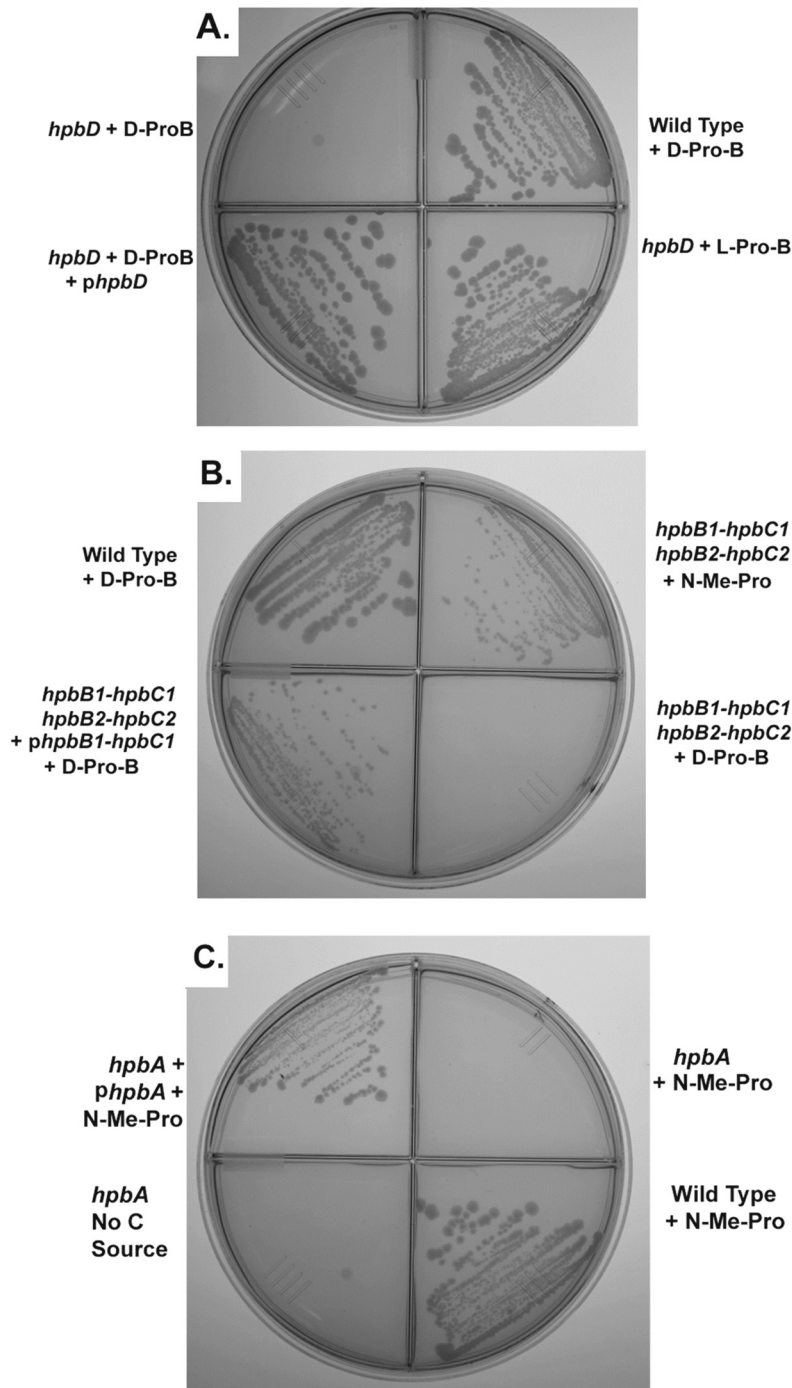 A.
hpbD + D-ProB
Wild Type
+ D-Pro-B
hpbD + D-ProB
+ phpbD
hpbD + L-Pro-B
B.
Wild Type
+ D-Pro-B
hpbB1-hpbC1
hpbB2-hpbC2
+ N-Me-Pro
hpbB1-hpbC1
hpbB2-hpbC2
+ phpbB1-hpbC1
+ D-Pro-B
hpbB1-hpbC1
hpbB2-hpbC2
+ D-Pro-B
C.
hpbA +
phpbA +
N-Me-Pro
hpbA
+ N-Me-Pro
hpbA
No C
Source
Wild Type
+ N-Me-Pro